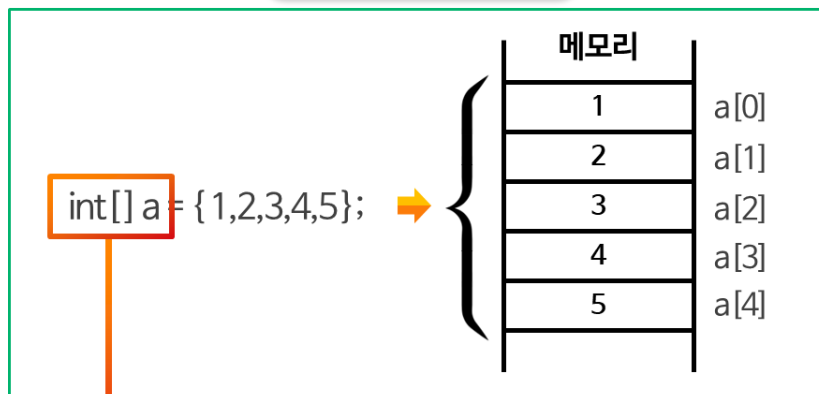 메모리
1 a[0]
2 a[1]
int[] a = {1,2,3,4,5};
3 a[2]
4 a[3]
5 a[4]